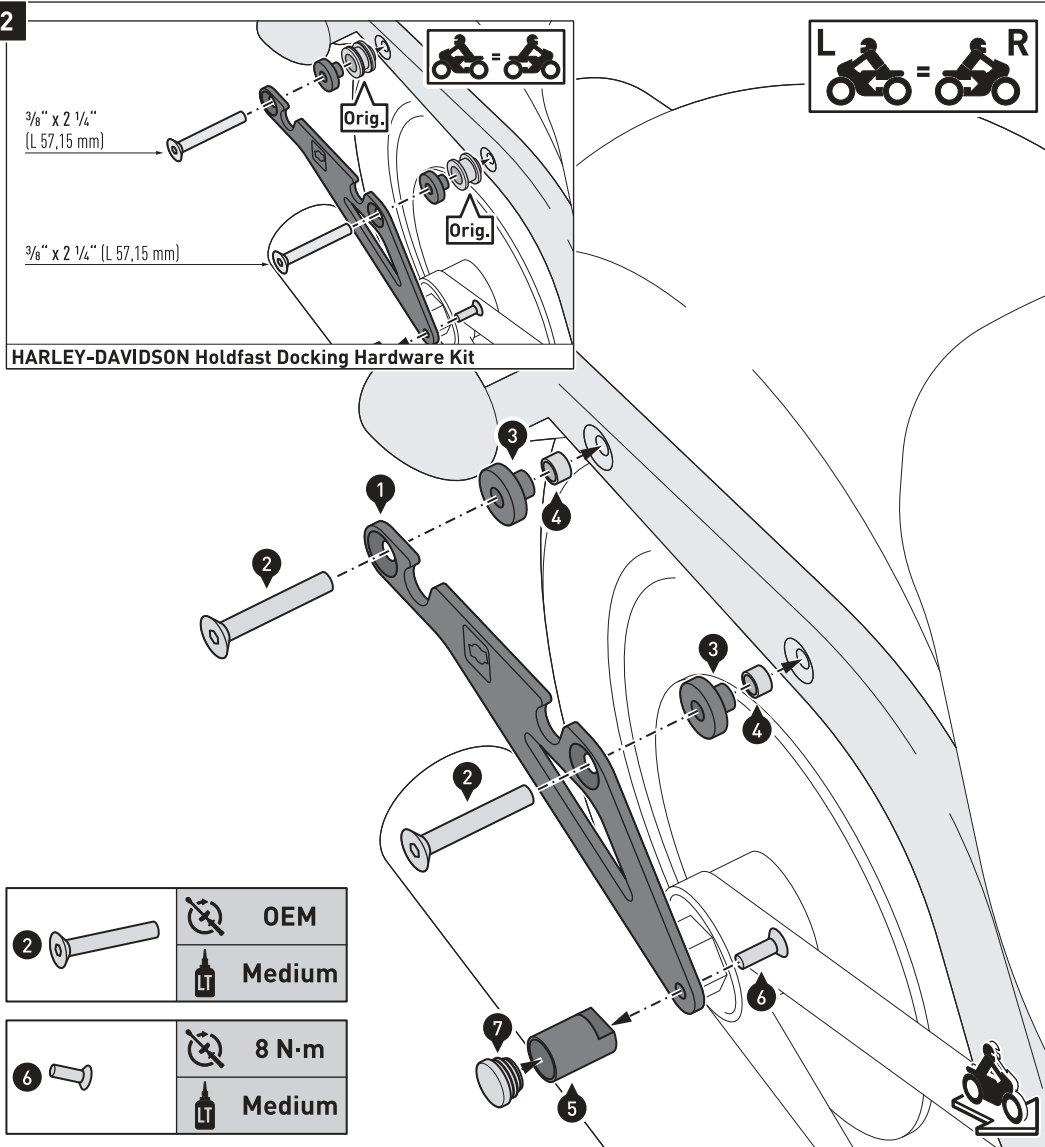 2
³/₈“ x 2 ¹/₄“
(L 57,15 mm)
Orig.
³/₈“ x 2 ¹/₄“ (L 57,15 mm)
Orig.
=
HARLEY-DAVIDSON Holdfast Docking Hardware Kit
L = R
3
4
1
2
3
4
2
2
OEM
LT
Medium
6
8 N·m
LT
Medium
6
7
5